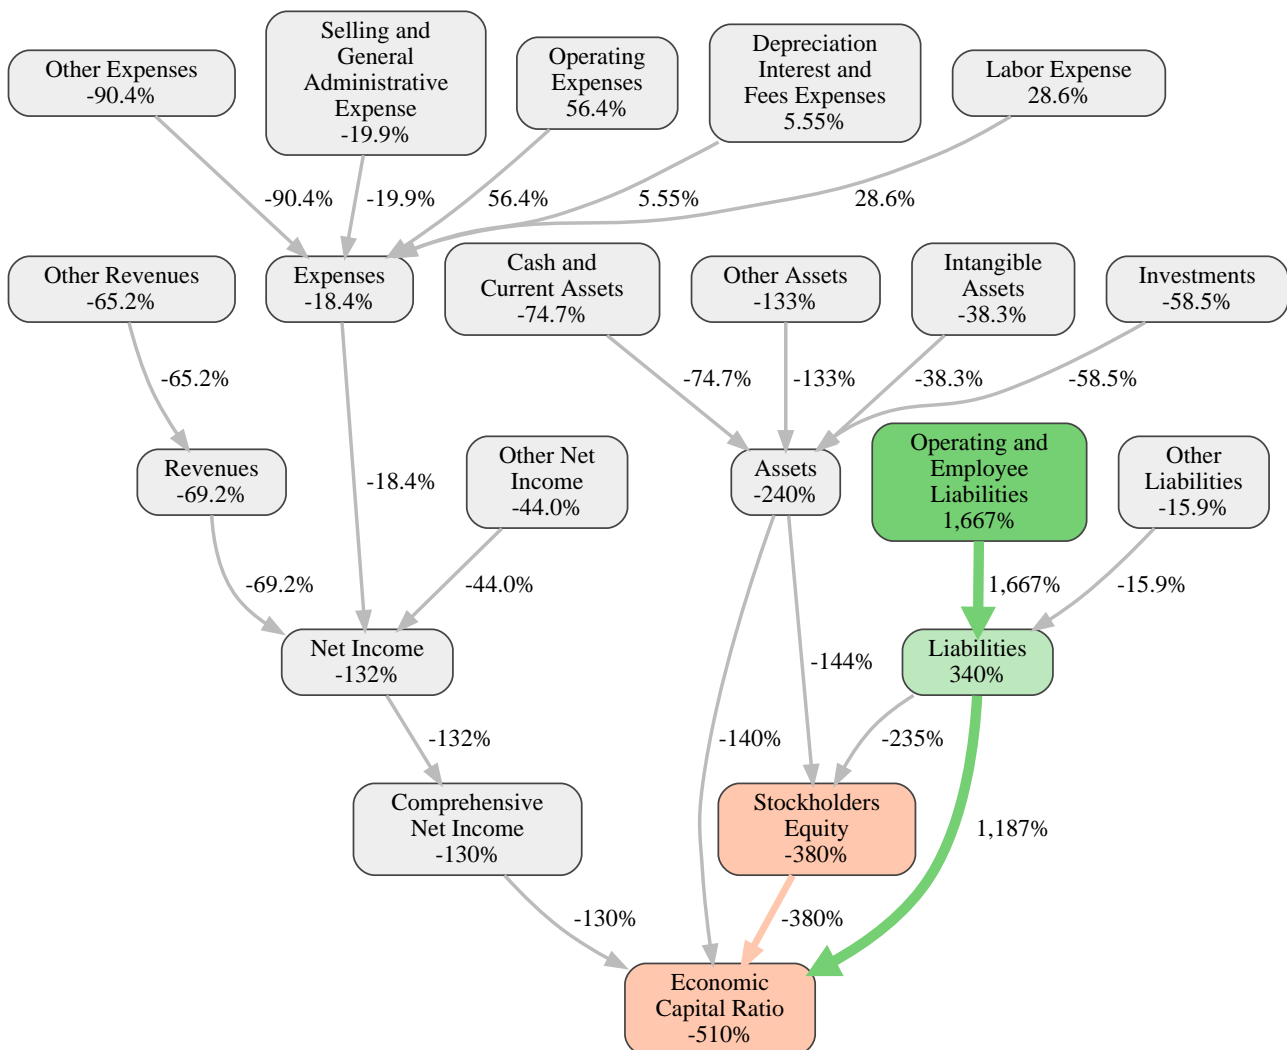 Other Expenses
-90.4%
Selling and
General
Administrative
Expense
-19.9%
Operating
Expenses
56.4%
Depreciation
Interest and
Fees Expenses
5.55%
Labor Expense
28.6%
-90.4%
-19.9%
56.4%
5.55%
28.6%
Other Revenues
-65.2%
Expenses
-18.4%
Cash and
Current Assets
-74.7%
Other Assets
-133%
Intangible
Assets
-38.3%
Investments
-58.5%
-65.2%
-74.7%
-133%
-38.3%
-58.5%
Revenues
-69.2%
-18.4%
Other Net
Income
-44.0%
Assets
-240%
Operating and
Employee
Liabilities
1,667%
Other
Liabilities
-15.9%
-69.2%
-44.0%
1,667%
-15.9%
Net Income
-132%
-144%
Liabilities
340%
-132%
-140%
-235%
Comprehensive
Net Income
-130%
Stockholders
Equity
-380%
1,187%
-130%
-380%
Economic
Capital Ratio
-510%